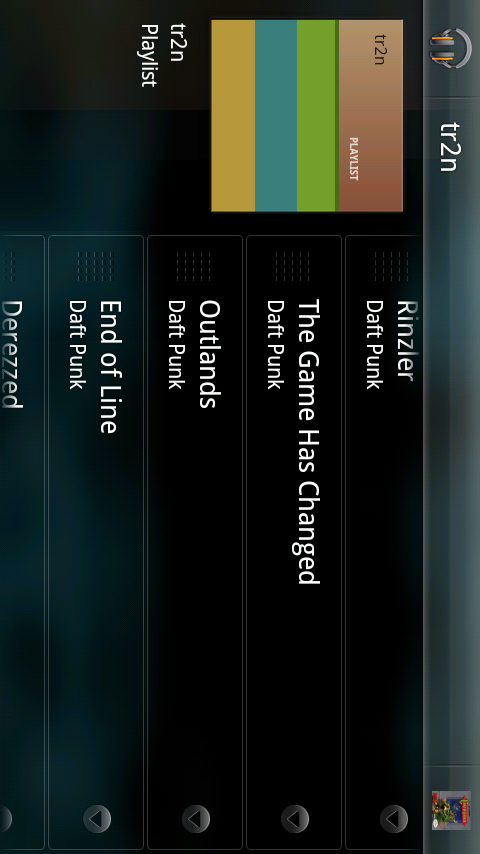 tr2n
tr2n
PLAYLIST
tr2n
Playlist
Rinzler
Daft Punk
The Game Has Changed
Daft Punk
Outlands
Daft Punk
End of Line
Daft Punk
Derezzed